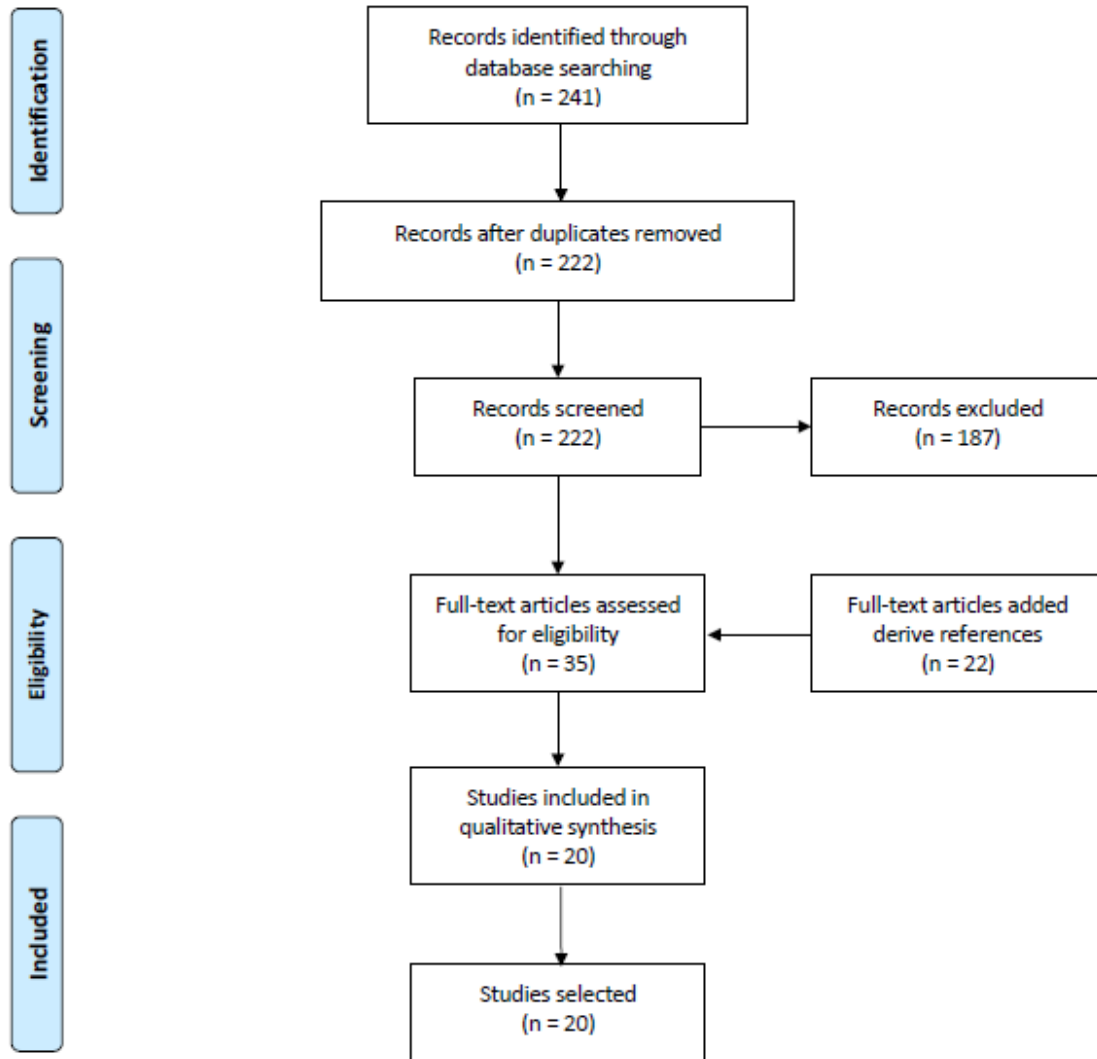 Identification
Records identified through
database searching
(n = 241)
Records after duplicates removed
(n = 222)
Screening
Records screened
(n = 222)
Records excluded
(n = 187)
Eligibility
Full-text articles assessed
for eligibility
(n = 35)
Full-text articles added
derive references
(n = 22)
Studies included in
qualitative synthesis
(n = 20)
Included
Studies selected
(n = 20)